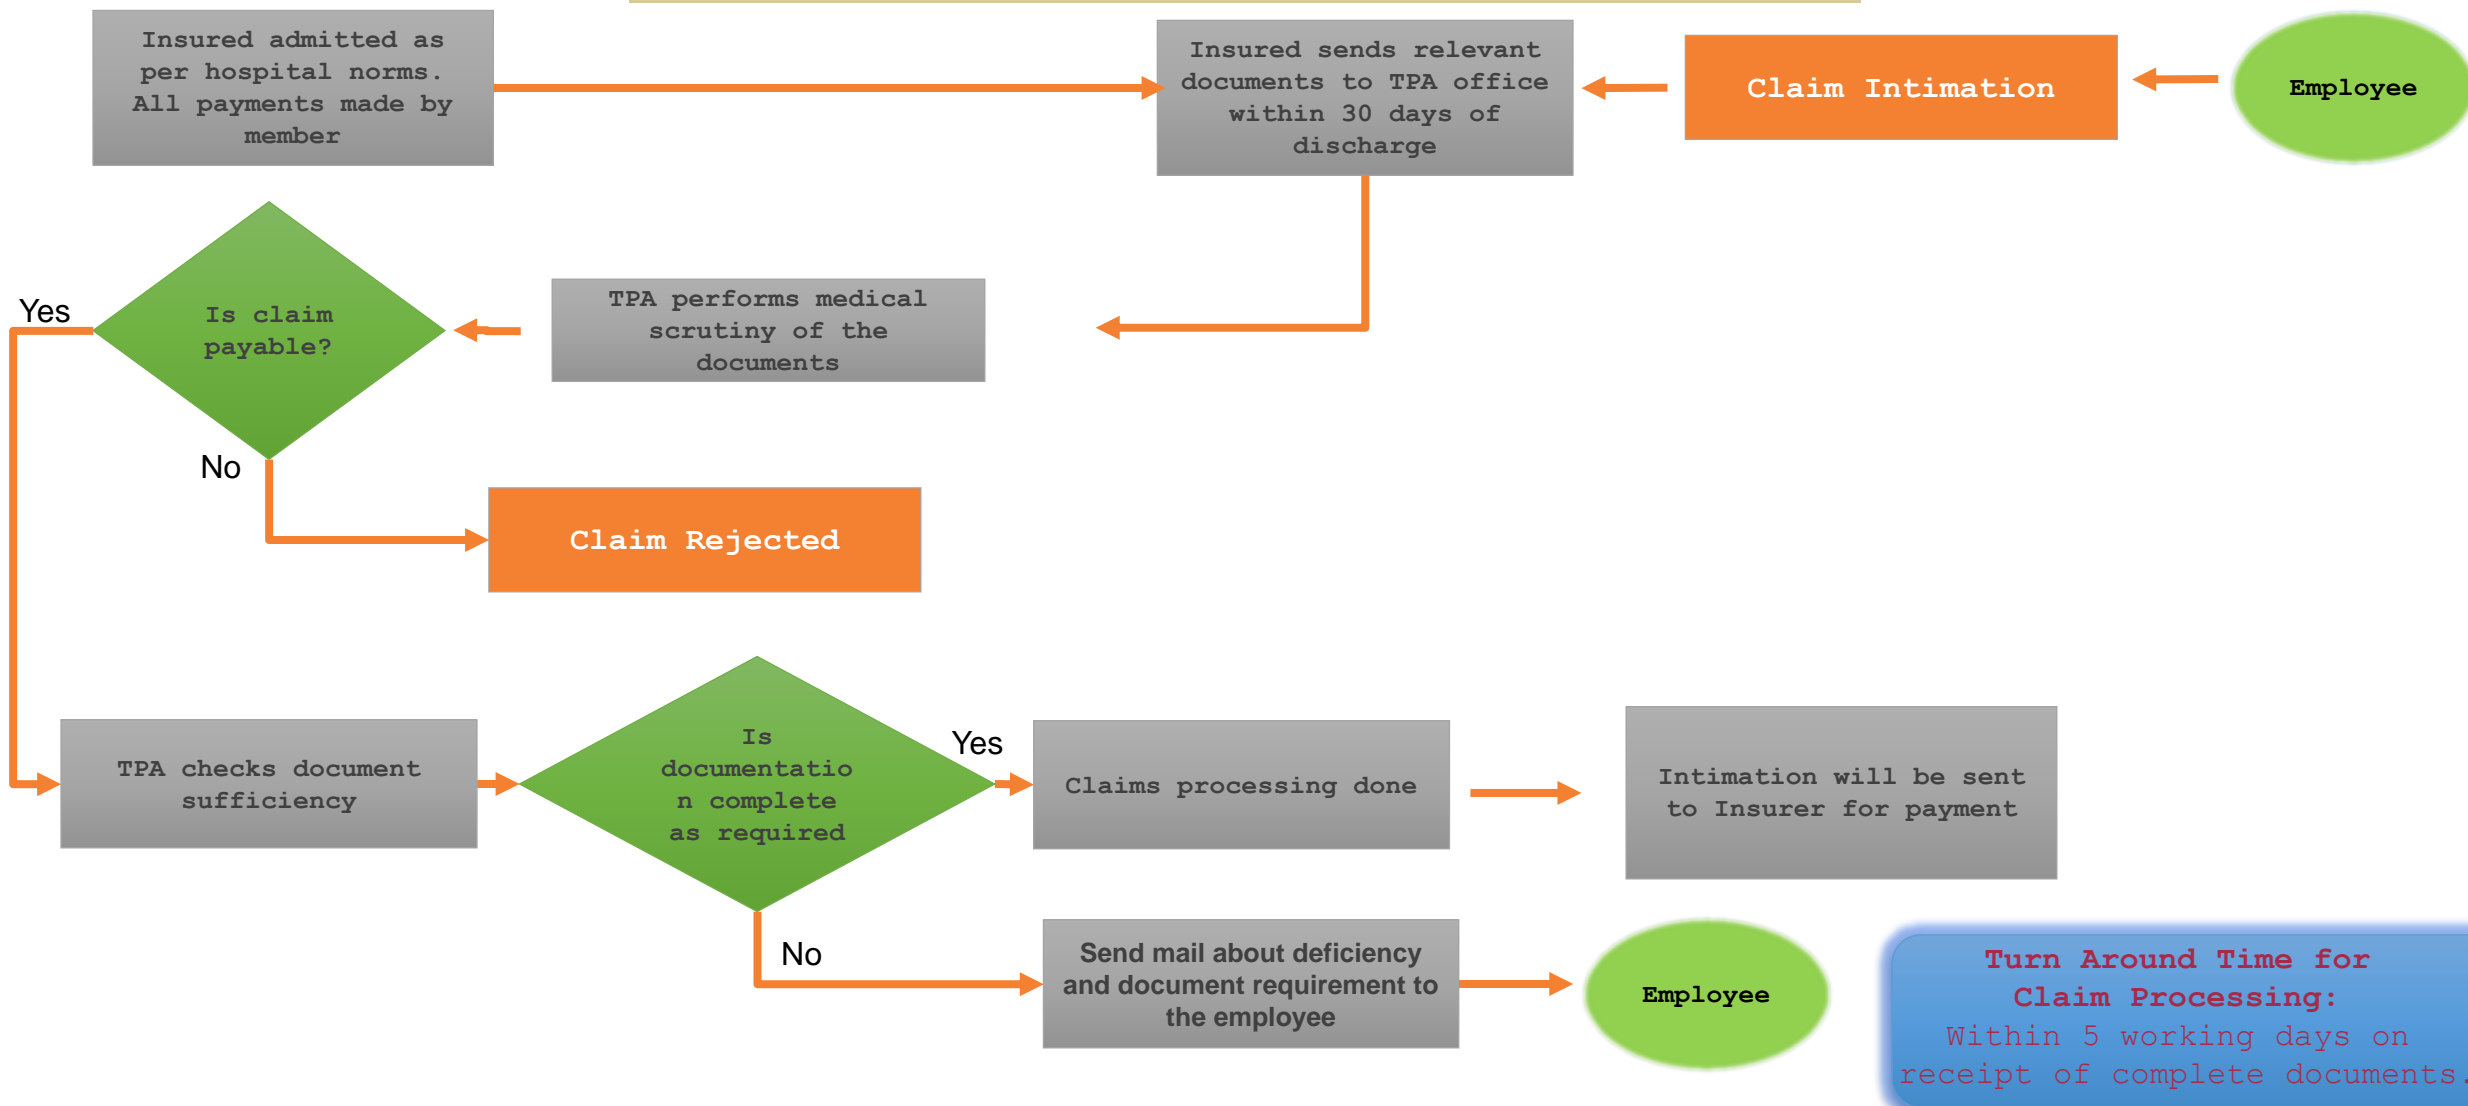 Insured admitted as
per hospital norms.
All payments made by
member
Insured sends relevant
documents to TPA office
within 30 days of
discharge
Claim Intimation
Employee
Yes
Is claim
payable?
TPA performs medical
scrutiny of the
documents
No
Claim Rejected
TPA checks document
sufficiency
Is
documentatio
n complete
as required
Yes
Claims processing done
Intimation will be sent
to Insurer for payment
No
Send mail about deficiency
and document requirement to
the employee
Employee
Turn Around Time for
Claim Processing:
Within 5 working days on
receipt of complete documents.